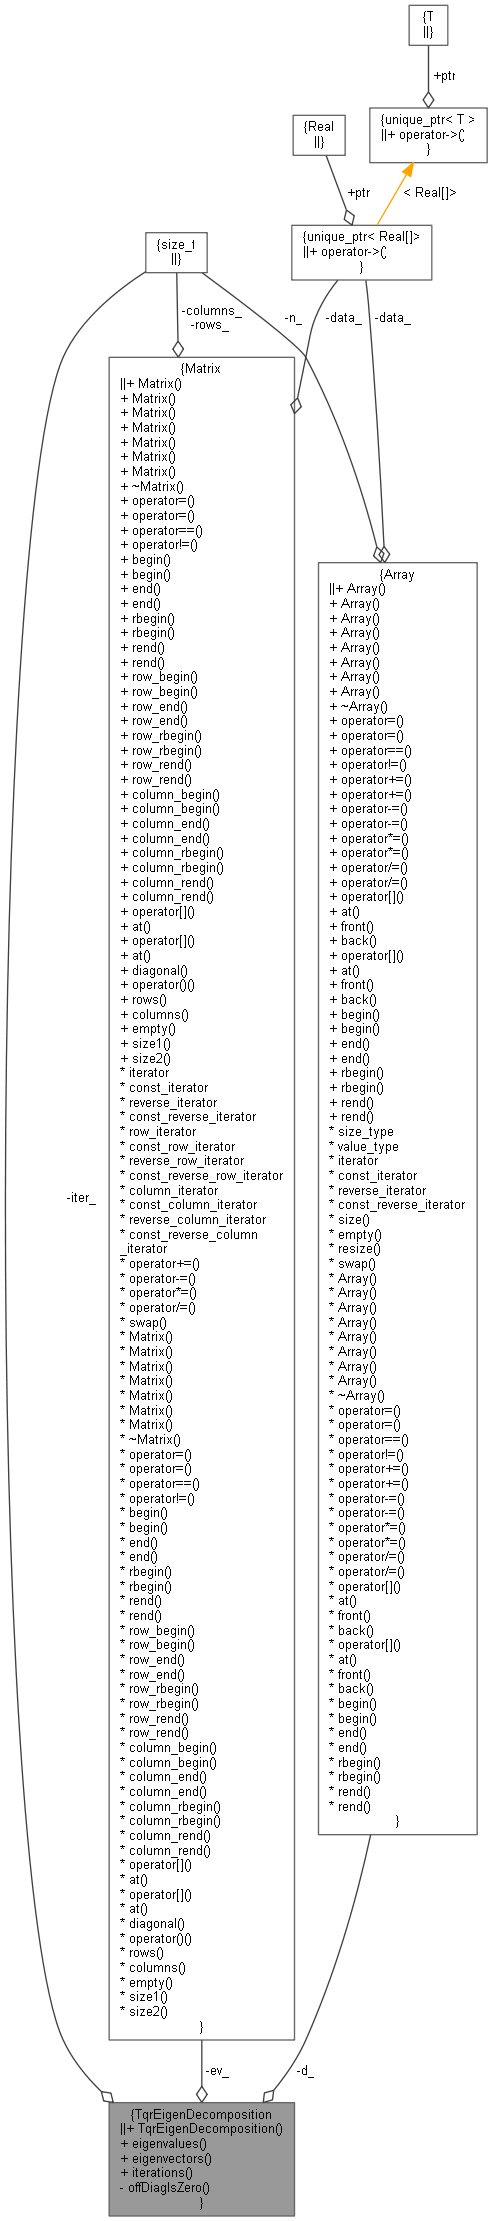 {T
||}
+ptr
{unique_ptr< T >
||+ operator->(;
}
{Real
||}
+ptr
< Real[]>
{unique_ptr< Real[]>
||+ operator->(;
}
{size_t
||}
-columns_
-rows_
-n_
-data_
-data_
{Matrix
||+ Matrix()
+ Matrix()
+ Matrix()
+ Matrix()
+ Matrix()
+ Matrix()
+ Matrix()
+ ~Matrix()
+ operator=()
+ operator=()
+ operator==()
+ operator!=()
+ begin()
+ begin()
+ end()
+ end()
+ rbegin()
+ rbegin()
+ rend()
+ rend()
+ row_begin()
+ row_begin()
+ row_end()
+ row_end()
+ row_rbegin()
+ row_rbegin()
+ row_rend()
+ row_rend()
+ column_begin()
+ column_begin()
+ column_end()
+ column_end()
+ column_rbegin()
+ column_rbegin()
+ column_rend()
+ column_rend()
+ operator[]()
+ at()
+ operator[]()
+ at()
+ diagonal()
+ operator()()
+ rows()
+ columns()
+ empty()
+ size1()
+ size2()
* iterator
* const_iterator
* reverse_iterator
* const_reverse_iterator
* row_iterator
* const_row_iterator
* reverse_row_iterator
* const_reverse_row_iterator
* column_iterator
* const_column_iterator
* reverse_column_iterator
* const_reverse_column
_iterator
* operator+=()
* operator-=()
* operator*=()
* operator/=()
* swap()
* Matrix()
* Matrix()
* Matrix()
* Matrix()
* Matrix()
* Matrix()
* Matrix()
* ~Matrix()
* operator=()
* operator=()
* operator==()
* operator!=()
* begin()
* begin()
* end()
* end()
* rbegin()
* rbegin()
* rend()
* rend()
* row_begin()
* row_begin()
* row_end()
* row_end()
* row_rbegin()
* row_rbegin()
* row_rend()
* row_rend()
* column_begin()
* column_begin()
* column_end()
* column_end()
* column_rbegin()
* column_rbegin()
* column_rend()
* column_rend()
* operator[]()
* at()
* operator[]()
* at()
* diagonal()
* operator()()
* rows()
* columns()
* empty()
* size1()
* size2()
}
{Array
||+ Array()
+ Array()
+ Array()
+ Array()
+ Array()
+ Array()
+ Array()
+ Array()
+ ~Array()
+ operator=()
+ operator=()
+ operator==()
+ operator!=()
+ operator+=()
+ operator+=()
+ operator-=()
+ operator-=()
+ operator*=()
+ operator*=()
+ operator/=()
+ operator/=()
+ operator[]()
+ at()
+ front()
+ back()
+ operator[]()
+ at()
+ front()
+ back()
+ begin()
+ begin()
+ end()
+ end()
+ rbegin()
+ rbegin()
+ rend()
+ rend()
* size_type
* value_type
* iterator
* const_iterator
* reverse_iterator
* const_reverse_iterator
* size()
* empty()
* resize()
* swap()
* Array()
* Array()
* Array()
* Array()
* Array()
* Array()
* Array()
* Array()
* ~Array()
* operator=()
* operator=()
* operator==()
* operator!=()
* operator+=()
* operator+=()
* operator-=()
* operator-=()
* operator*=()
* operator*=()
* operator/=()
* operator/=()
* operator[]()
* at()
* front()
* back()
* operator[]()
* at()
* front()
* back()
* begin()
* begin()
* end()
* end()
* rbegin()
* rbegin()
* rend()
* rend()
}
-iter_
-ev_
-d_
{TqrEigenDecomposition
||+ TqrEigenDecomposition()
+ eigenvalues()
+ eigenvectors()
+ iterations()
- offDiagIsZero()
}